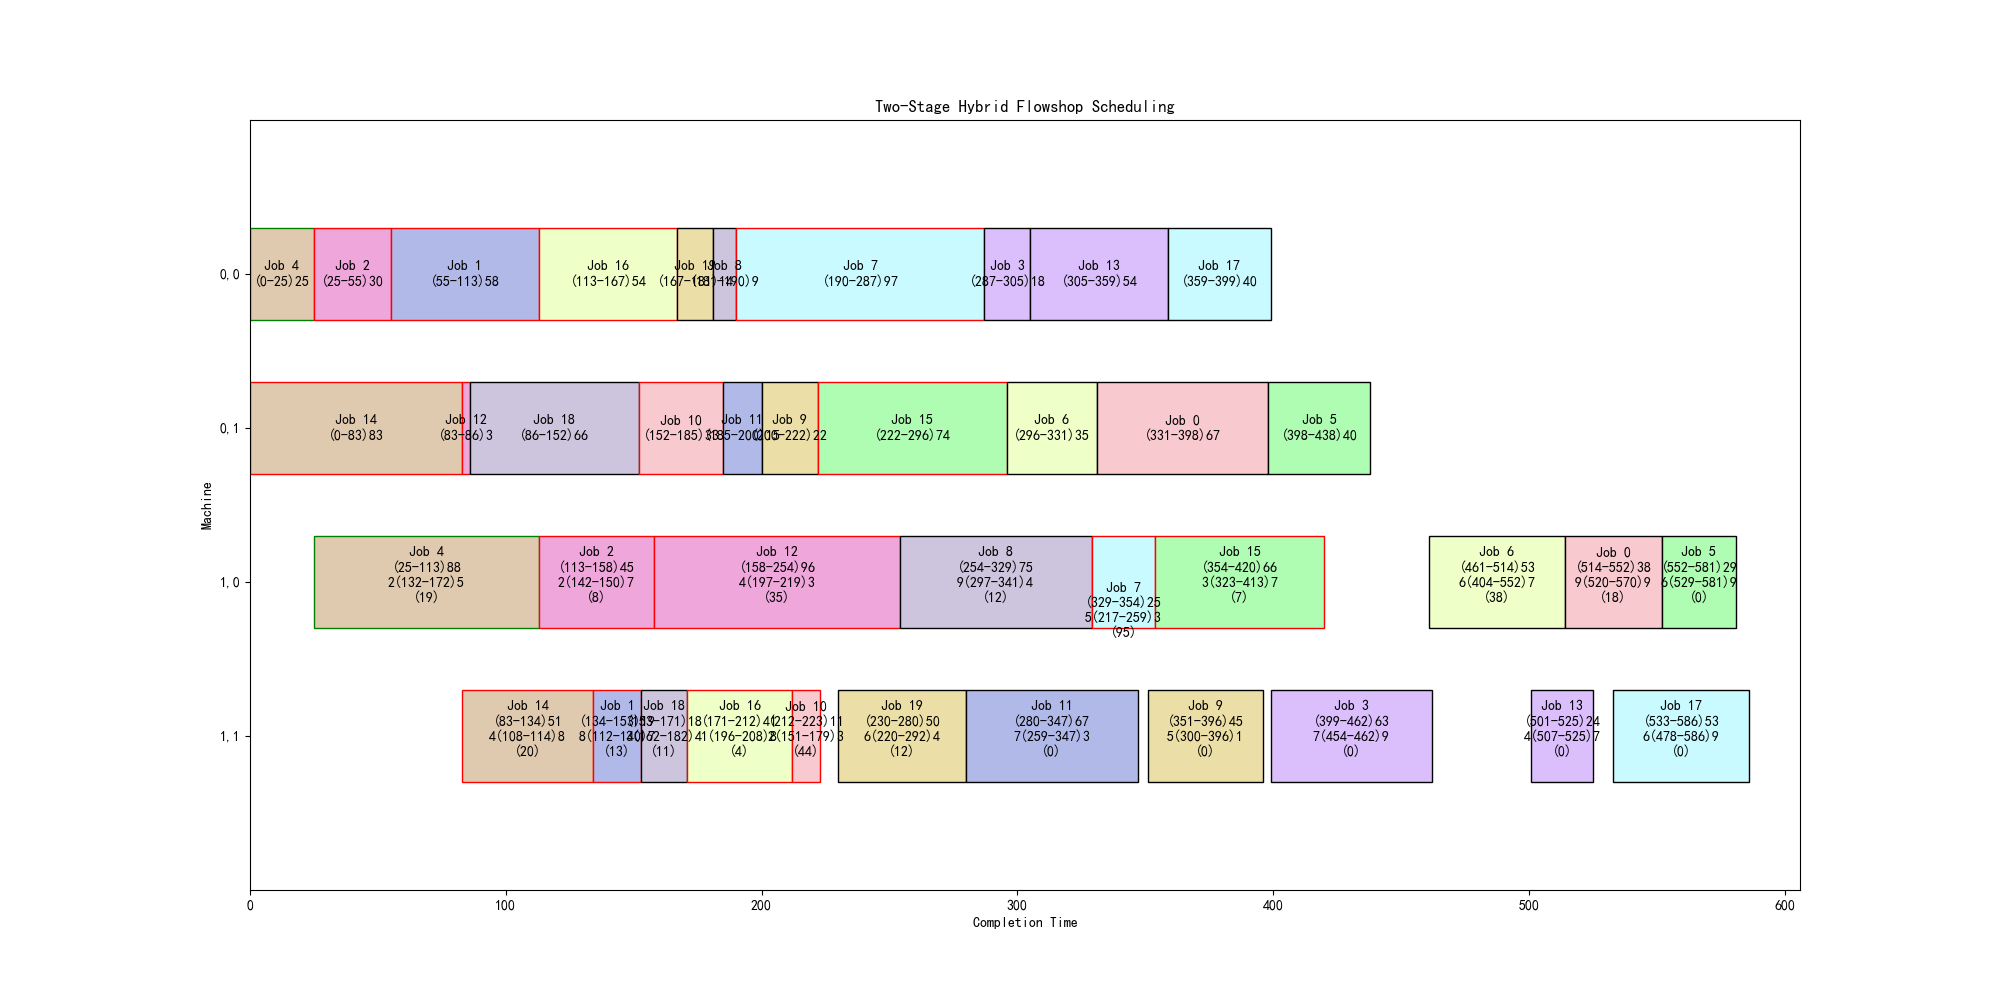 Two-Stage Hybrid Flowshop Scheduling
0,0
Job 4
(0-25)25
Job 2
(25-55)30
Job 1
(55-113)58
Job 16
(113-167)54
Job 19
(167-181)14
Job 8
(181-190)9
Job 7
(190-287)97
Job 3
(287-305)18
Job 13
(305-359)54
Job 17
(359-399)40
0,1
Job 14
(0-83)83
Job 12
(83-86)3
Job 18
(86-152)66
Job 10
(152-185)33
Job 11
(185-200)15
Job 9
(200-222)22
Job 15
(222-296)74
Job 6
(296-331)35
Job 0
(331-398)67
Job 5
(398-438)40
Machine
1,0
Job 4
(25-113)88
2(132-172)5
(19)
Job 2
(113-158)45
2(142-150)7
(8)
Job 12
(158-254)96
4(197-219)3
(35)
Job 8
(254-329)75
9(297-341)4
(12)
Job 7
(329-354)25
5(217-259)3
(95)
Job 15
(354-420)66
3(323-413)7
(7)
Job 6
(461-514)53
6(404-552)7
(38)
Job 0
(514-552)38
9(520-570)9
(18)
Job 5
(552-581)29
6(529-581)9
(0)
1,1
Job 14
(83-134)51
4(108-114)8
(20)
Job 1
(134-153)19
(13)
Job 18
(153-171)18
(11)
Job 16
(171-212)41
(4)
Job 10
(212-223)11
(44)
Job 19
(230-280)50
6(220-292)4
(12)
Job 11
(280-347)67
7(259-347)3
(0)
Job 9
(351-396)45
5(300-396)1
(0)
Job 3
(399-462)63
7(454-462)9
(0)
Job 13
(501-525)24
4(507-525)7
(0)
Job 17
(533-586)53
6(478-586)9
(0)
0
100
200
300
400
500
600
Completion Time